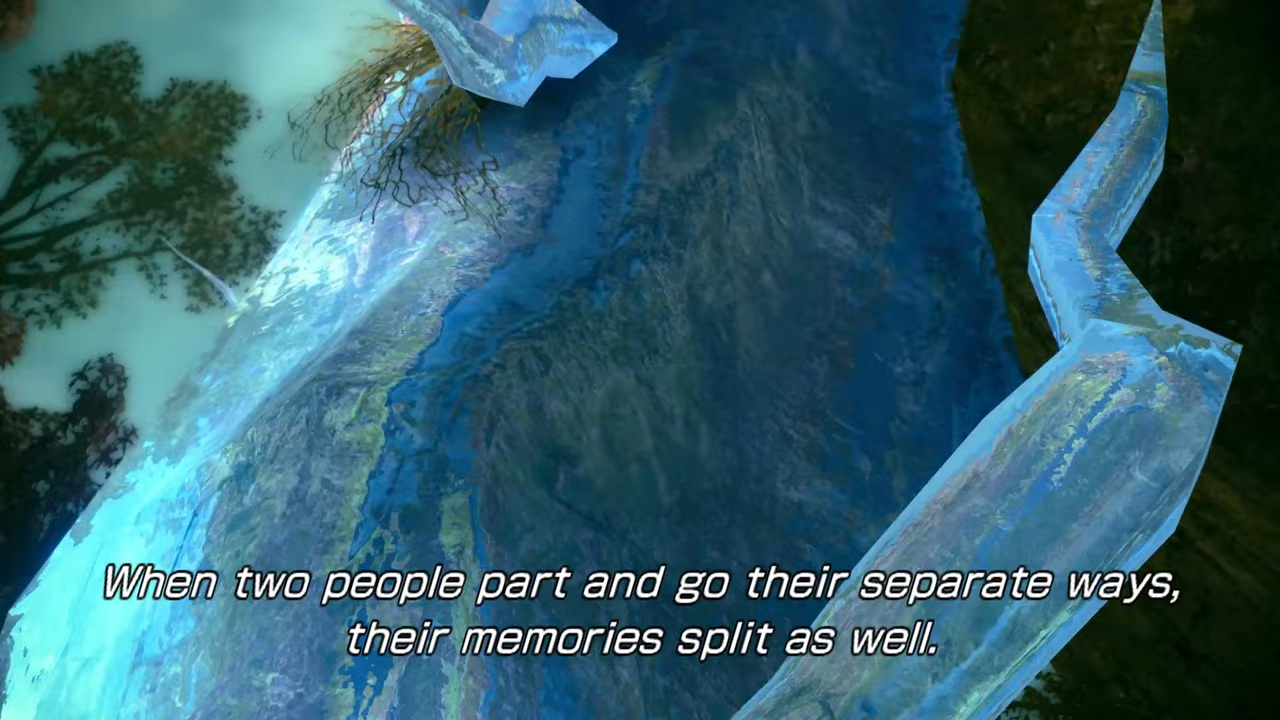 When two people part and go their separate ways,
their memories split as well.